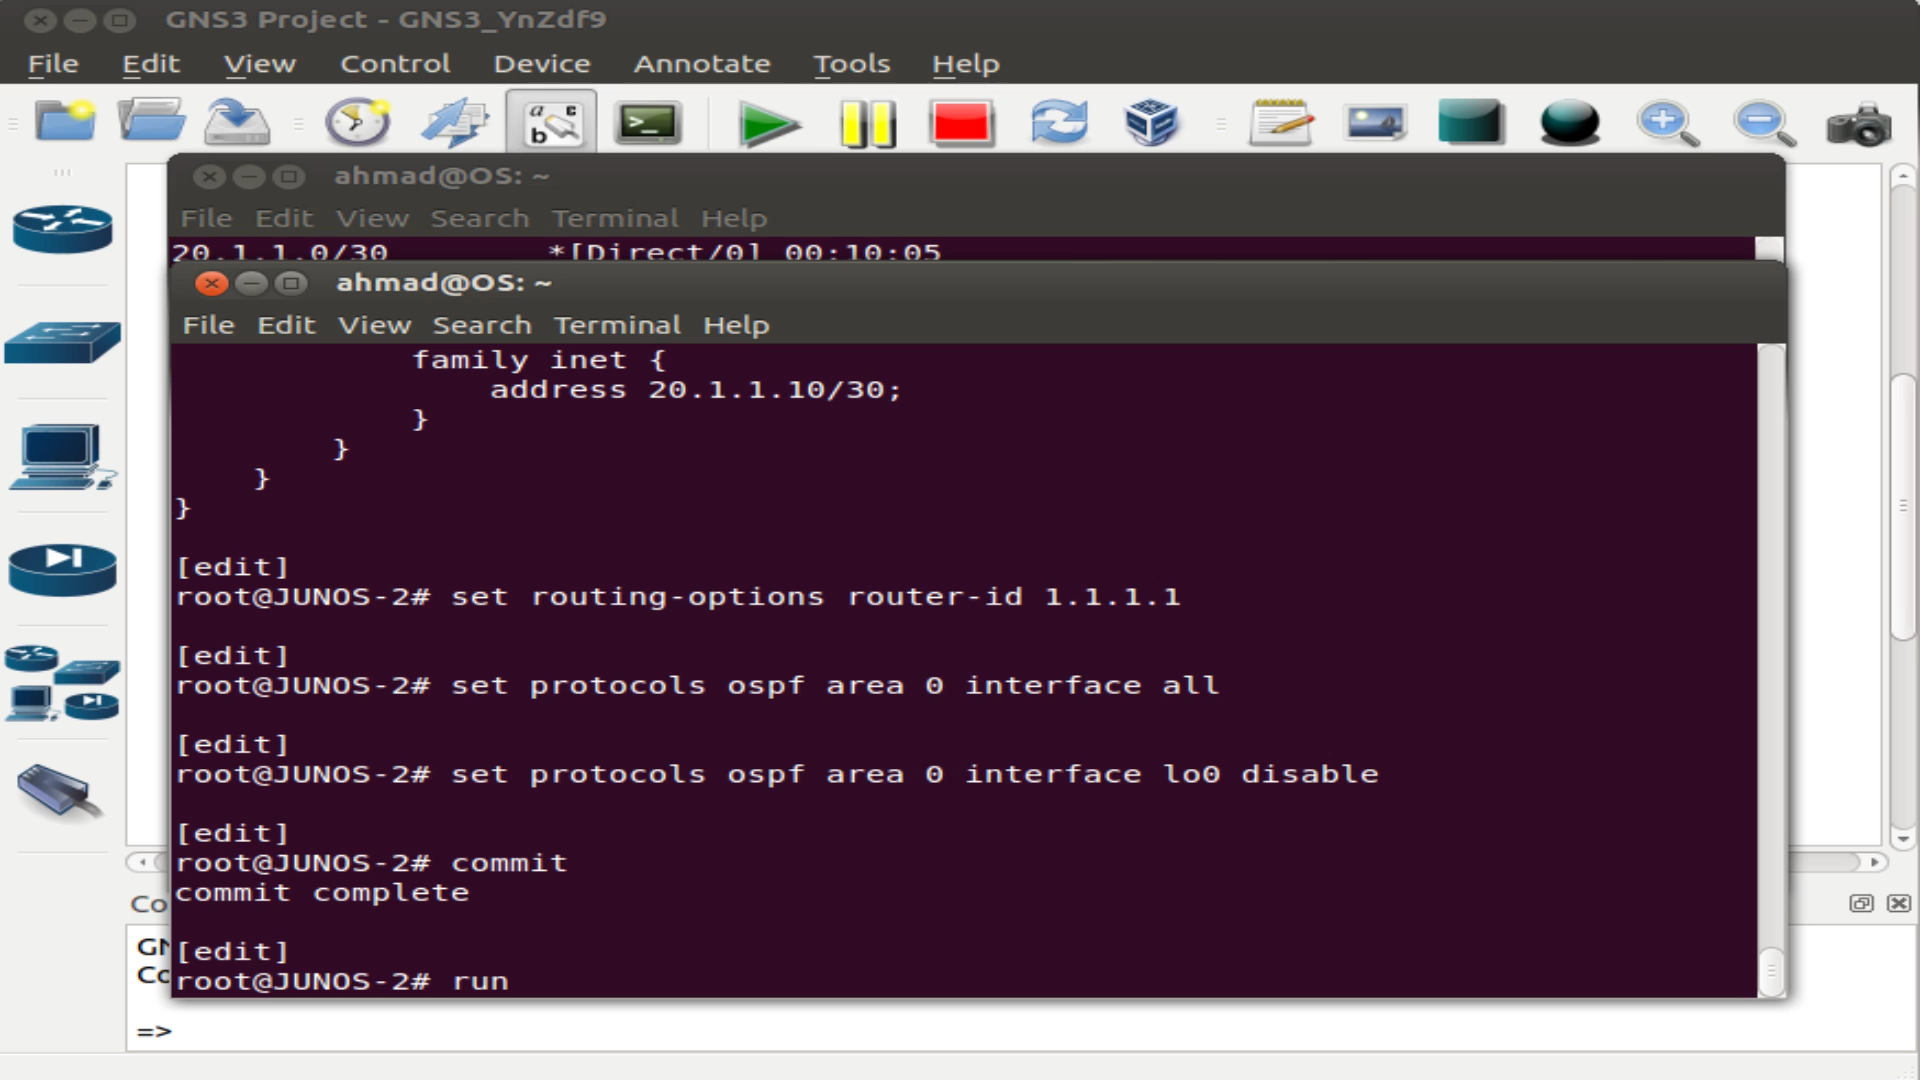 GNS3 Project - GNS3_YnZdf9
File Edit View Control Device Annotate Tools Help
ahmad@OS: ~
File Edit View Search Terminal Help
20.1.1.0/30 *[Direct/0] 00:10:05
ahmad@OS: ~
File Edit View Search Terminal Help
family inet {
address 20.1.1.10/30;
}
}
}
}
[edit]
root@JUNOS-2# set routing-options router-id 1.1.1.1
[edit]
root@JUNOS-2# set protocols ospf area 0 interface all
[edit]
root@JUNOS-2# set protocols ospf area 0 interface lo0 disable
[edit]
root@JUNOS-2# commit
commit complete
[edit]
root@JUNOS-2# run
Co
GN
Co
=>